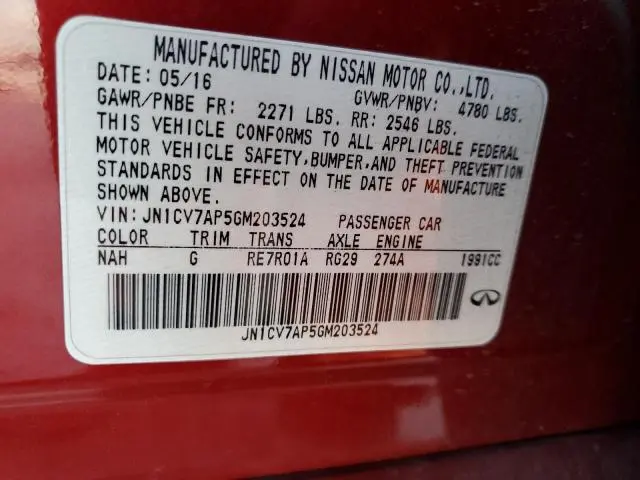 MANUFACTURED BY NISSAN MOTOR CO.,LTD.
DATE: 05/16 GVWR/PNBV: 4780 LBS.
GAWR/PNBE FR: 2271 LBS. RR: 2546 LBS.
THIS VEHICLE CONFORMS TO ALL APPLICABLE FEDERAL
MOTOR VEHICLE SAFETY,BUMPER,AND THEFT PREVENTION
STANDARDS IN EFFECT ON THE DATE OF MANUFACTURE
SHOWN ABOVE.
VIN: JN1CV7AP5GM203524 PASSENGER CAR
COLOR TRIM TRANS AXLE ENGINE
NAH G RE7R01A RG29 274A 1991CC
JN1CV7AP5GM203524